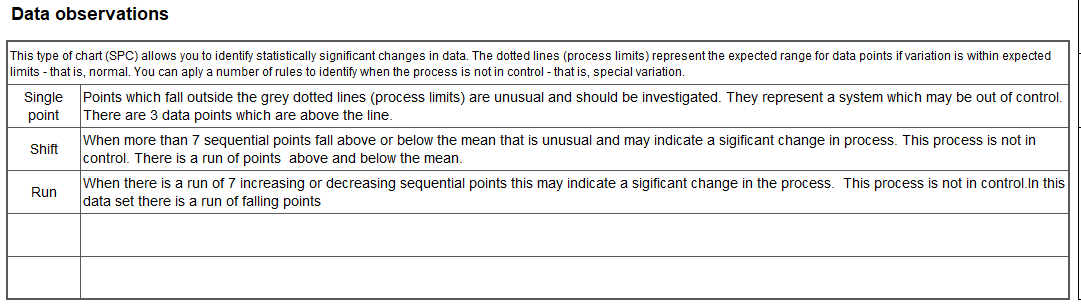 Data observations
This type of chart (SPC) allows you to identify statistically significant changes in data. The dotted lines (process limits) represent the expected range for data points if variation is within expected
limits - that is, normal. You can aply a number of rules to identify when the process is not in control - that is, special variation.
Single point
Points which fall outside the grey dotted lines (process limits) are unusual and should be investigated. They represent a system which may be out of control.
There are 3 data points which are above the line.
Shift
When more than 7 sequential points fall above or below the mean that is unusual and may indicate a sigificant change in process. This process is not in
control. There is a run of points  above and below the mean.
Run
When there is a run of 7 increasing or decreasing sequential points this may indicate a sigificant change in the process.  This process is not in control.In this
data set there is a run of falling points